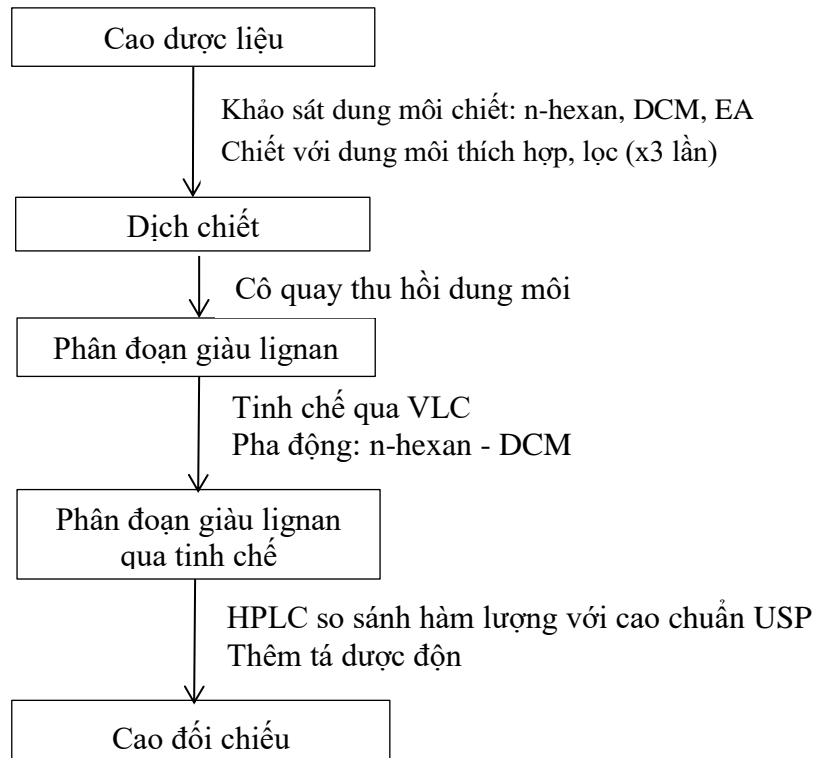 Cao dược liệu
Khảo sát dung môi chiết: n-hexan, DCM, EA
Chiết với dung môi thích hợp, lọc (x3 lần)
Dịch chiết
Cô quay thu hồi dung môi
Phân đoạn giàu lignan
Tinh chế qua VLC
Pha động: n-hexan - DCM
Phân đoạn giàu lignan
qua tinh chế
HPLC so sánh hàm lượng với cao chuẩn USP
Thêm tá dược độn
Cao đối chiếu